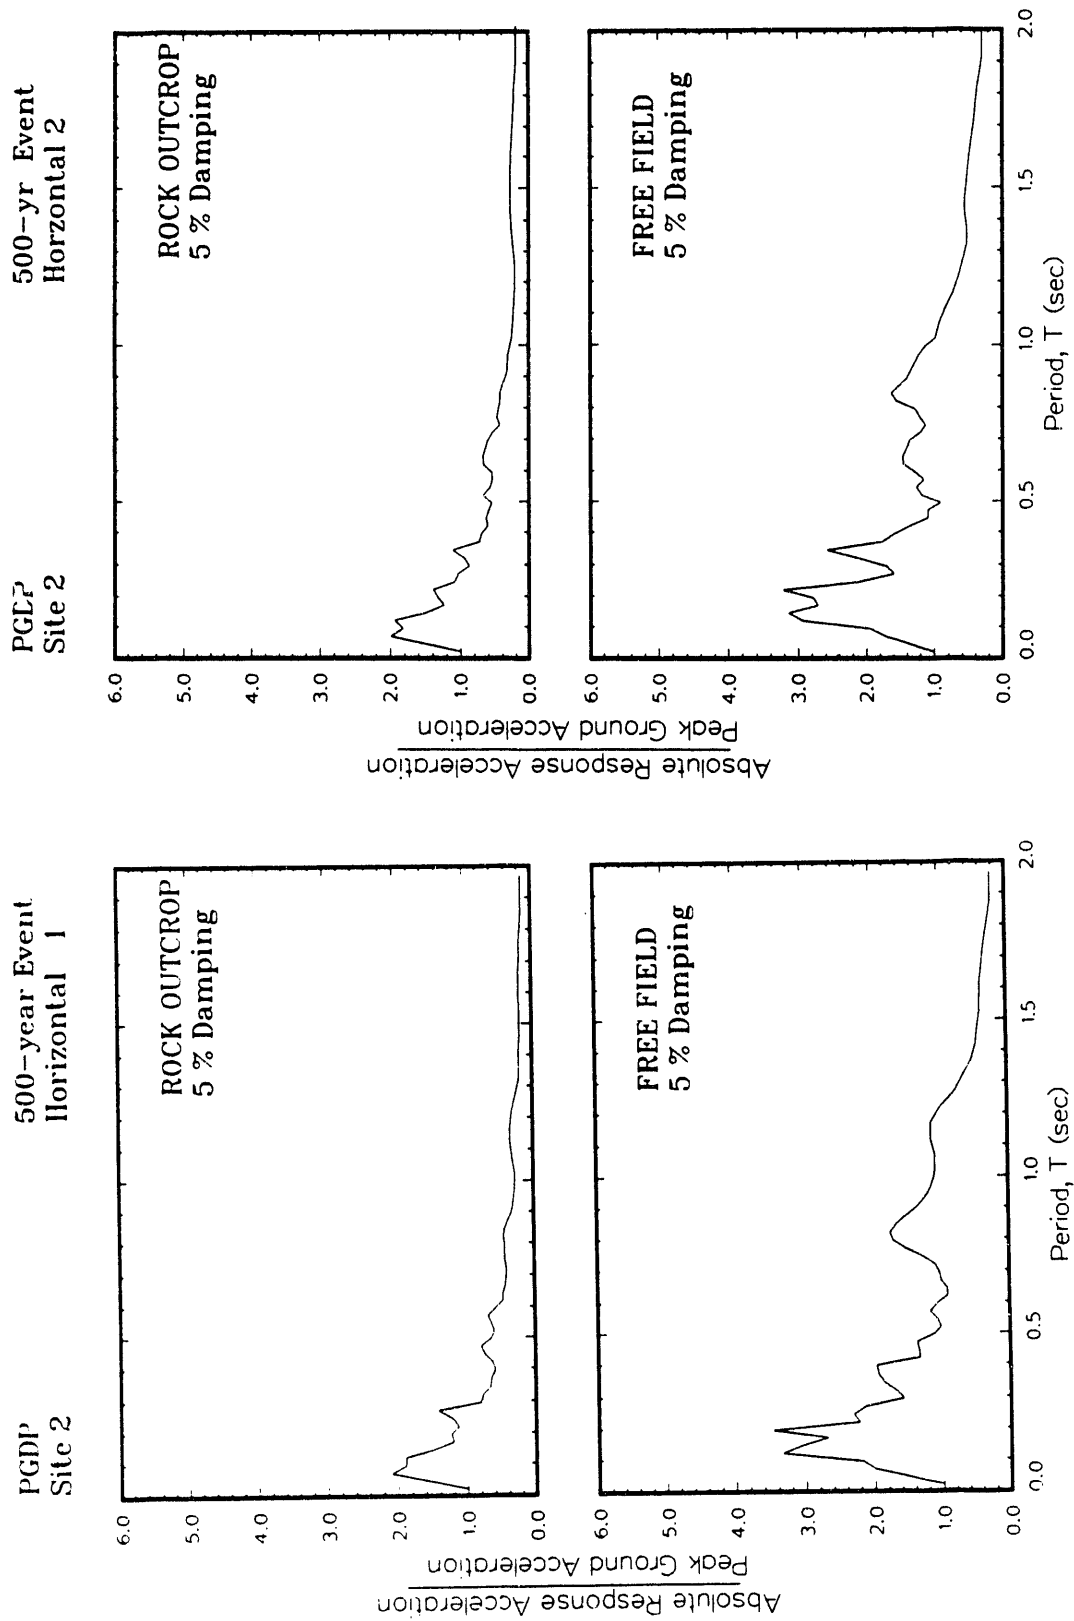 PGDP
Site 2
500-year Event
Horizontal 1
ROCK OUTCROP
5 % Damping
6.0
5.0
4.0
3.0
2.0
1.0
0.0
FREE FIELD
5 % Damping
6.0
5.0
4.0
3.0
2.0
1.0
0.0
Absolute Response Acceleration
Peak Ground Acceleration
0.0
0.5
1.0
1.5
2.0
Period, T (sec)
PGDP
Site 2
500-yr Event
Horzontal 2
ROCK OUTCROP
5 % Damping
6.0
5.0
4.0
3.0
2.0
1.0
0.0
FREE FIELD
5 % Damping
6.0
5.0
4.0
3.0
2.0
1.0
0.0
Absolute Response Acceleration
Peak Ground Acceleration
0.0
0.5
1.0
1.5
2.0
Period, T (sec)